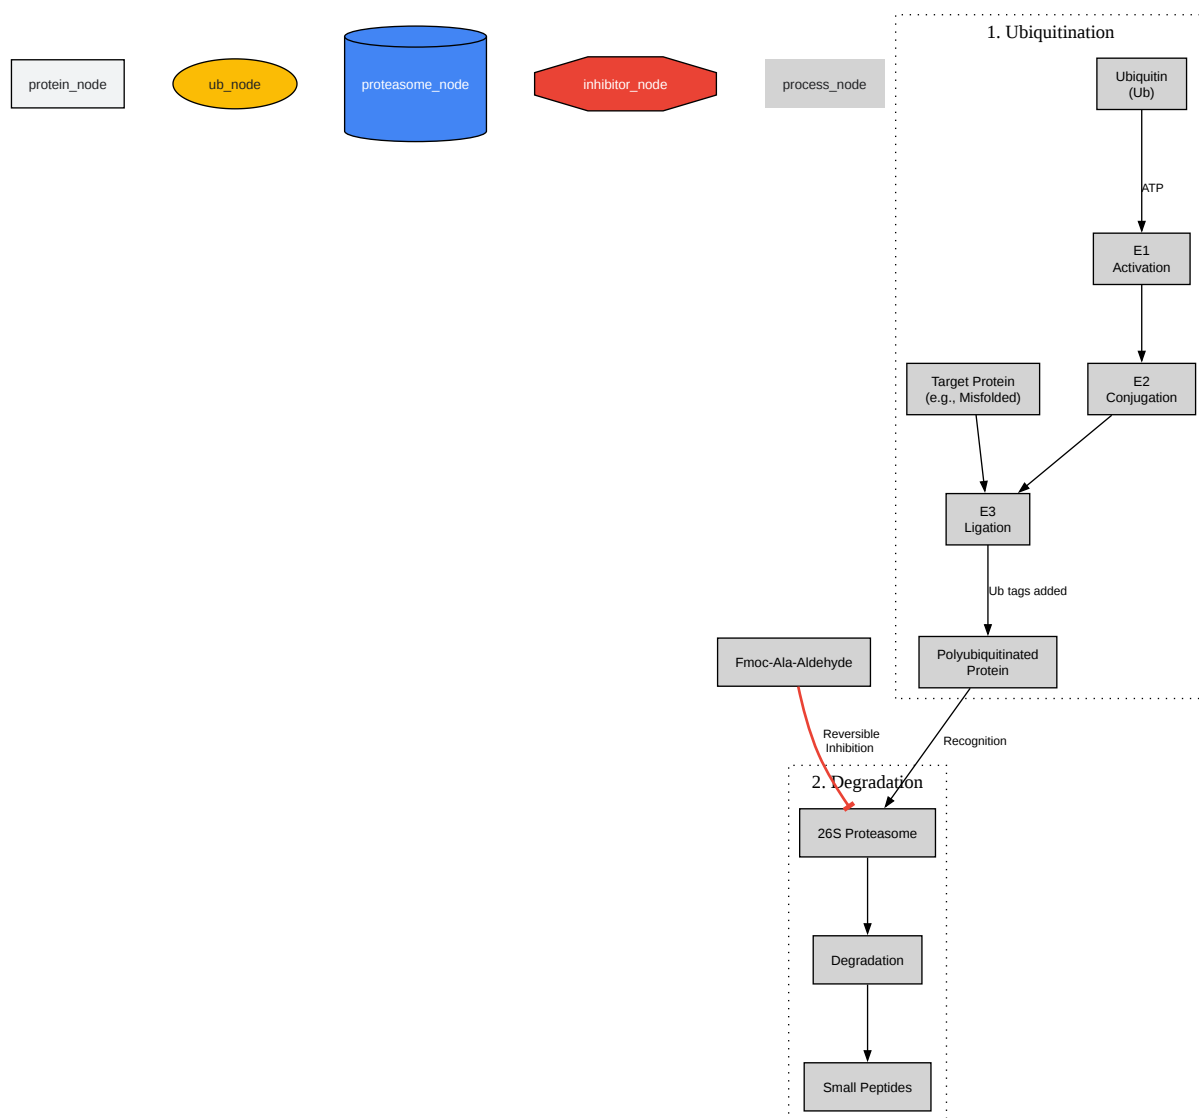 1. Ubiquitination
protein_node
ub_node
proteasome_node
inhibitor_node
process_node
Ubiquitin
(Ub)
ATP
E1
Activation
Target Protein
(e.g., Misfolded)
E2
Conjugation
E3
Ligation
Ub tags added
Fmoc-Ala-Aldehyde
Polyubiquitinated
Protein
Reversible
Inhibition
Recognition
2. Degradation
26S Proteasome
Degradation
Small Peptides